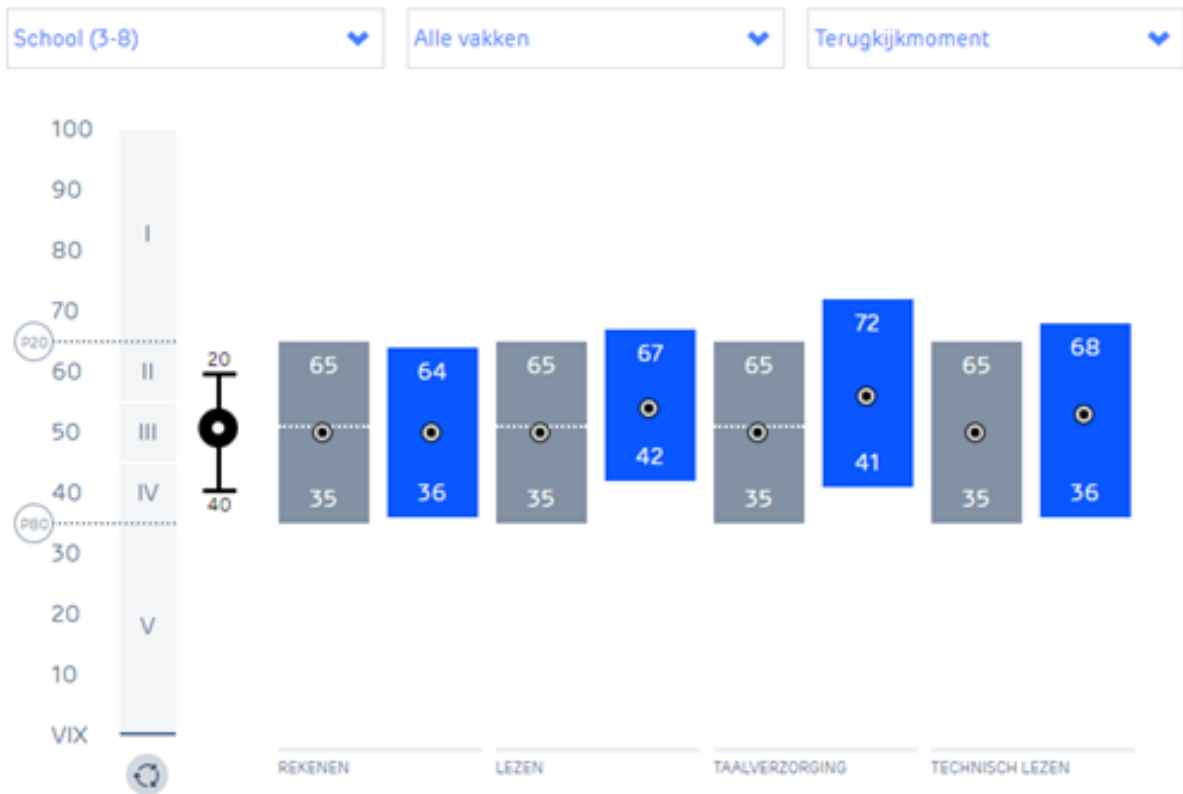 School (3-8) Alle vakken Terugkijkmoment
100
90
I
80
70
P20
20
60 II 65 64 65 67 65 72 65 68
50 III
40 IV 35 36 35 42 35 41 35 36
40
P80
30
20
V
10
VIX
REKENEN LEZEN TAALVERZORGING TECHNISCH LEZEN